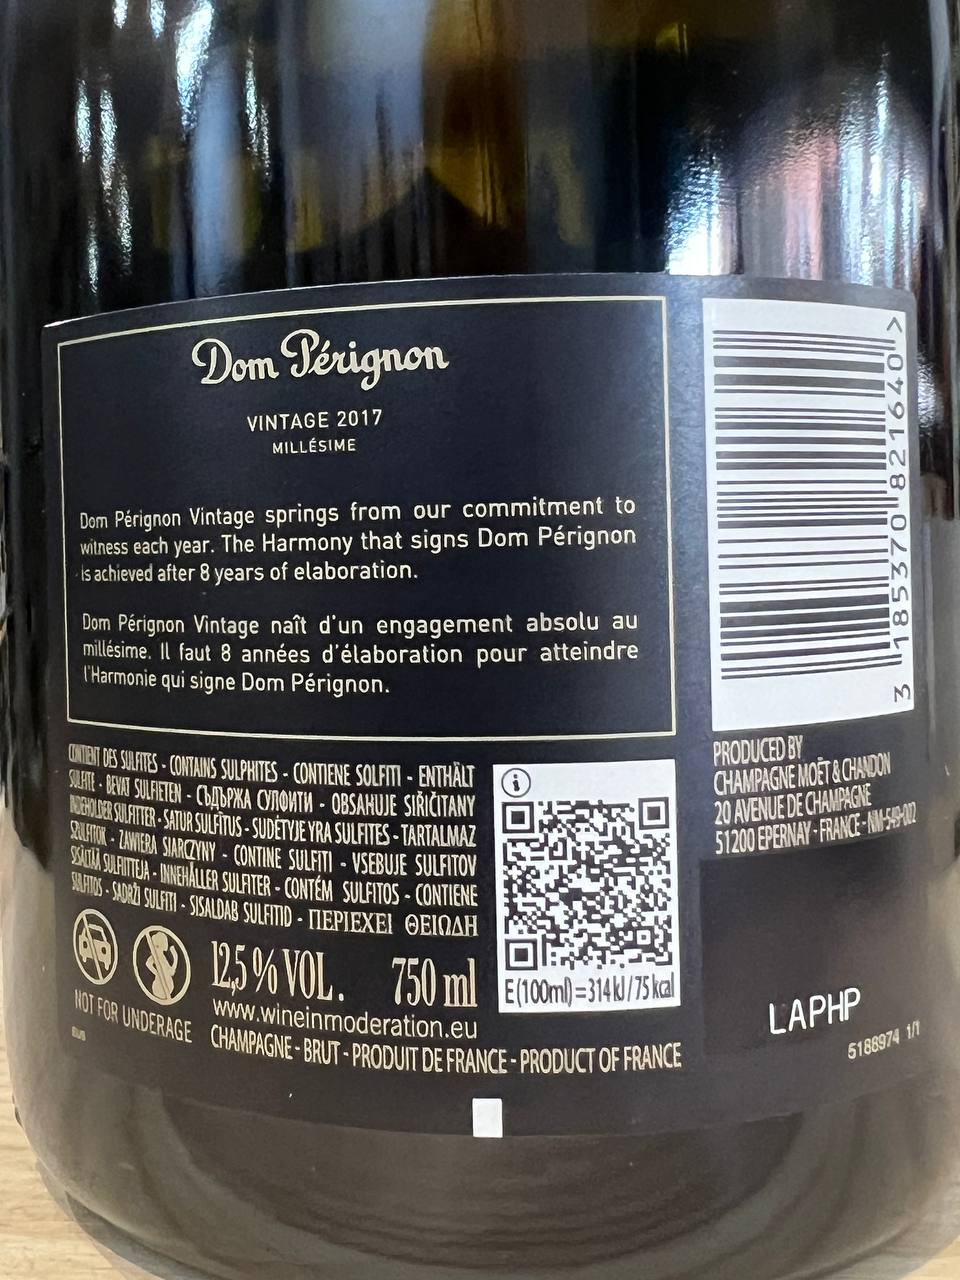 Dom Pérignon
VINTAGE 2017
MILLÉSIME
Dom Pérignon Vintage springs from our commitment to
witness each year. The Harmony that signs Dom Pérignon
is achieved after 8 years of elaboration.
Dom Pérignon Vintage naît d'un engagement absolu au
millésime. Il faut 8 années d'élaboration pour atteindre
l'Harmonie qui signe Dom Pérignon.
CONTIENT DES SULFITES - CONTAINS SULPHITES - CONTIENE SOLFITI - ENTHÄLT
SULFITE - BEVAT SULFIETEN - СЪДЪРЖА СУЛФИТИ - OBSAHUJE SIŘIČITANY
INDEHOLDER SULFITTER - SATUR SULFĪTUS - SUDĖTYJE YRA SULFITES - TARTALMAZ
SZULFITOK - ZAWIERA SIARCZYNY - CONTINE SULFITI - VSEBUJE SULFITOV
SISÄLTÄÄ SULFIITTEJA - INNEHÅLLER SULFITER - CONTÉM SULFITOS - CONTIENE
SULFITOS - SADRŽI SULFITI - SISALDAB SULFITID - ΠΕΡΙΕΧΕΙ ΘΕΙΩΔΗ
12,5 % VOL. 750 ml
NOT FOR UNDERAGE
www.wineinmoderation.eu
CHAMPAGNE - BRUT - PRODUIT DE FRANCE - PRODUCT OF FRANCE
i
E (100ml) = 314 kJ / 75 kcal
3 185370 821640 >
PRODUCED BY
CHAMPAGNE MOËT & CHANDON
20 AVENUE DE CHAMPAGNE
51200 EPERNAY - FRANCE - NM-549-002
LAPHP
5188974 1/1